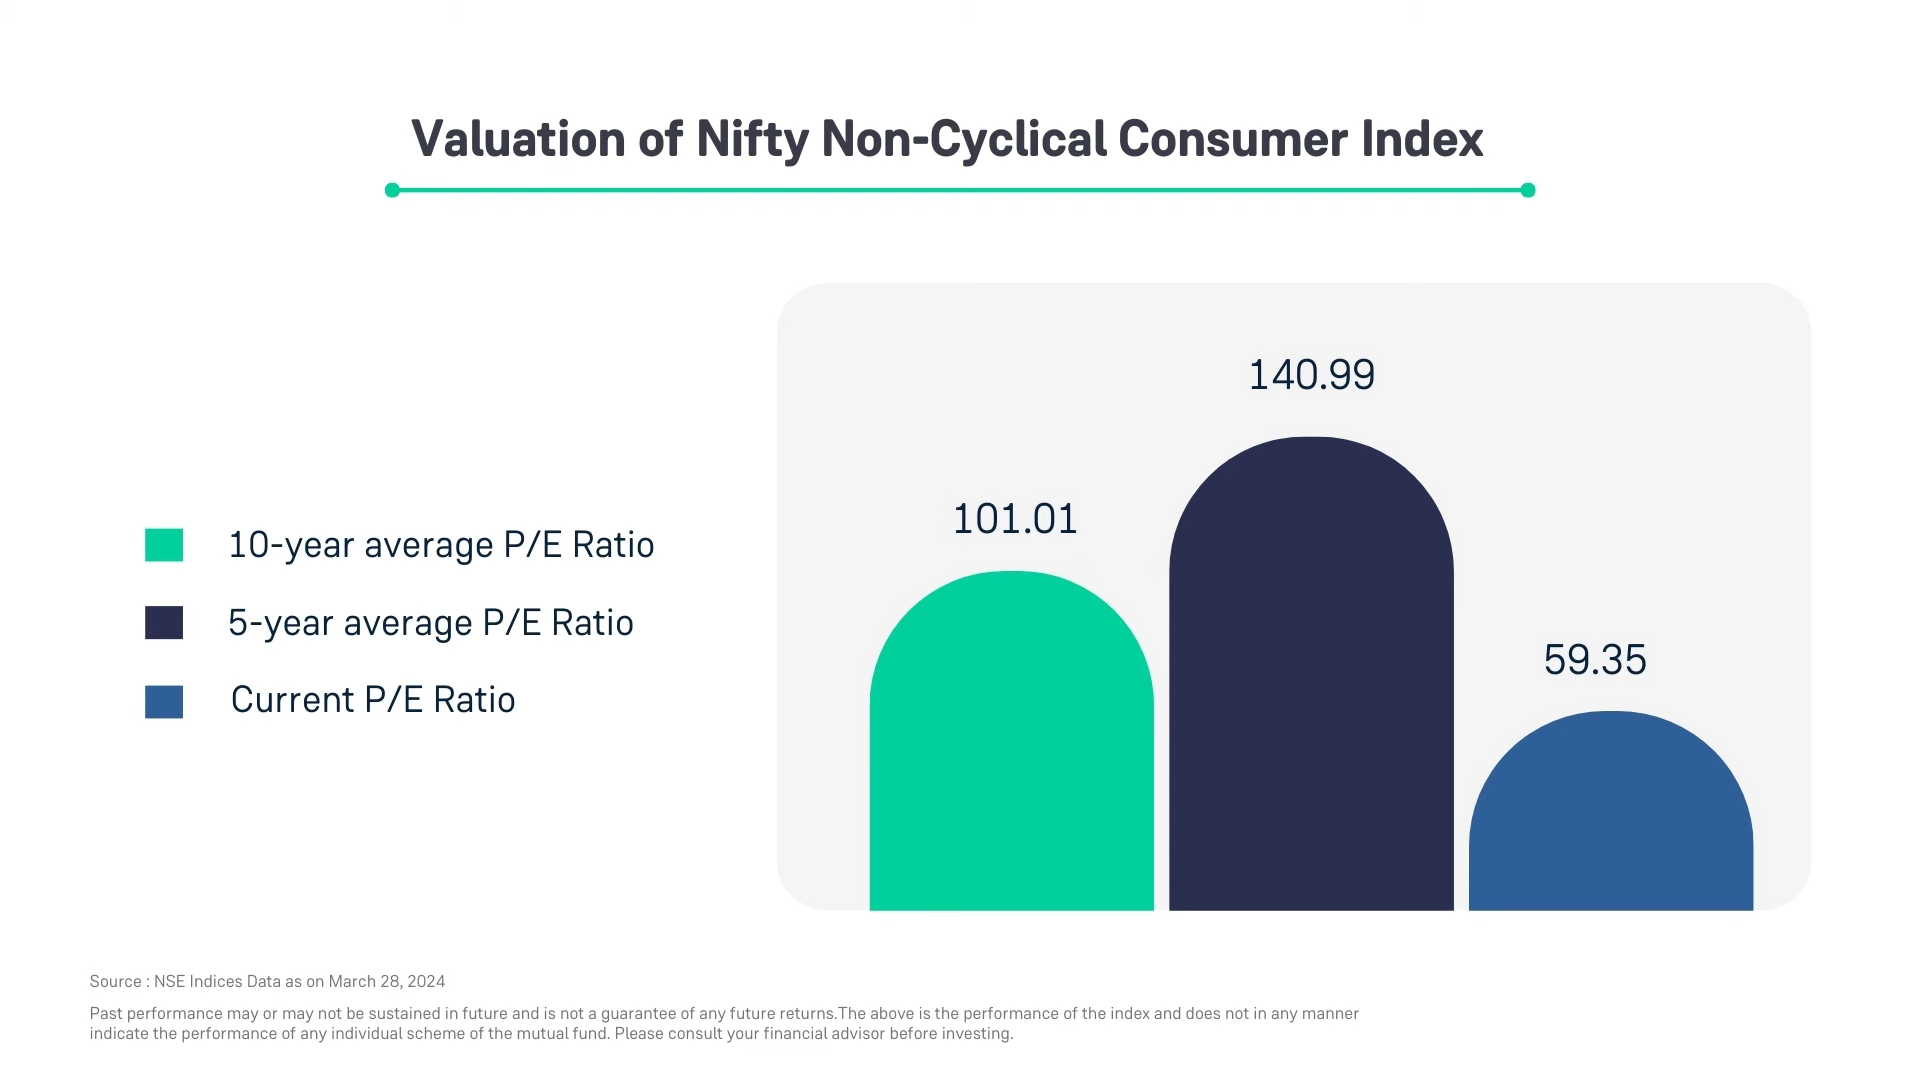 Valuation of Nifty Non-Cyclical Consumer Index
10-year average P/E Ratio
5-year average P/E Ratio
Current P/E Ratio
101.01
140.99
59.35
Source : NSE Indices Data as on March 28, 2024
Past performance may or may not be sustained in future and is not a guarantee of any future returns.The above is the performance of the index and does not in any manner
indicate the performance of any individual scheme of the mutual fund. Please consult your financial advisor before investing.